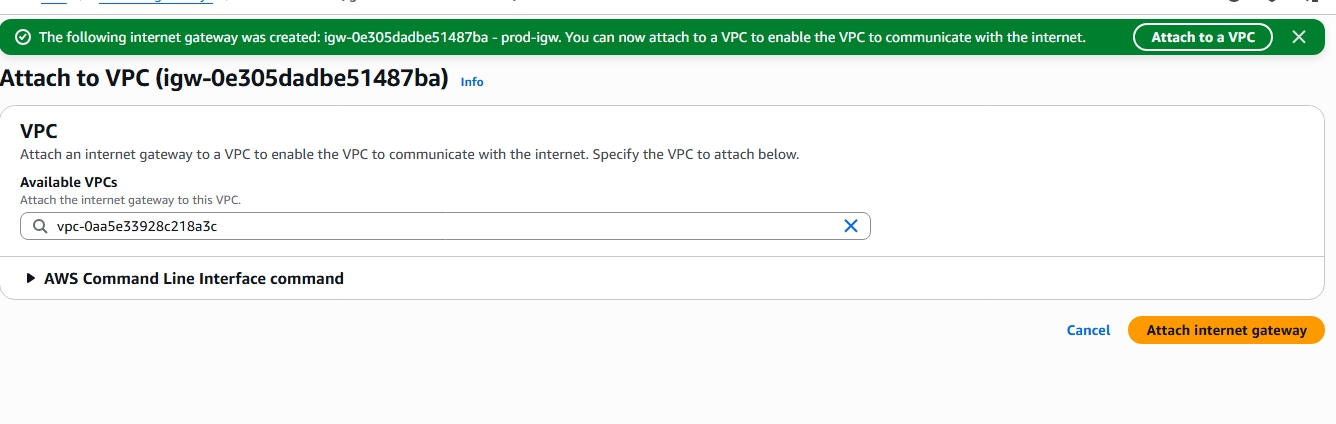 The following internet gateway was created: igw-0e305dadbe51487ba - prod-igw. You can now attach to a VPC to enable the VPC to communicate with the internet. Attach to a VPC
Attach to VPC (igw-0e305dadbe51487ba) Info
VPC
Attach an internet gateway to a VPC to enable the VPC to communicate with the internet. Specify the VPC to attach below.
Available VPCs
Attach the internet gateway to this VPC.
vpc-0aa5e33928c218a3c
AWS Command Line Interface command
Cancel Attach internet gateway